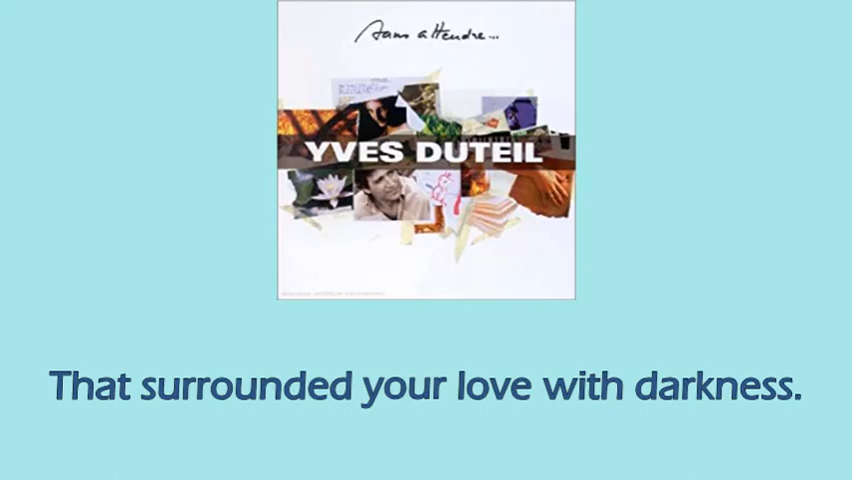 Sans attendre...
YVES DUTEIL
That surrounded your love with darkness.